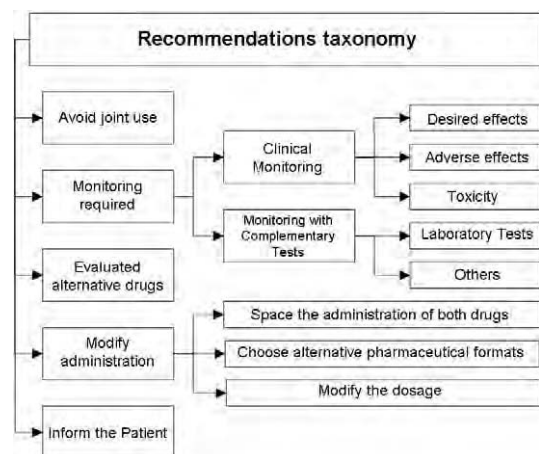 Recommendations taxonomy
Avoid joint use
Monitoring
required
Clinical
Monitoring
Desired effects
Adverse effects
Toxicity
Monitoring with
Complementary
Tests
Laboratory Tests
Others
Evaluated
alternative drugs
Modify
administration
Space the administration of both drugs
Choose alternative pharmaceutical formats
Modify the dosage
Inform the Patient